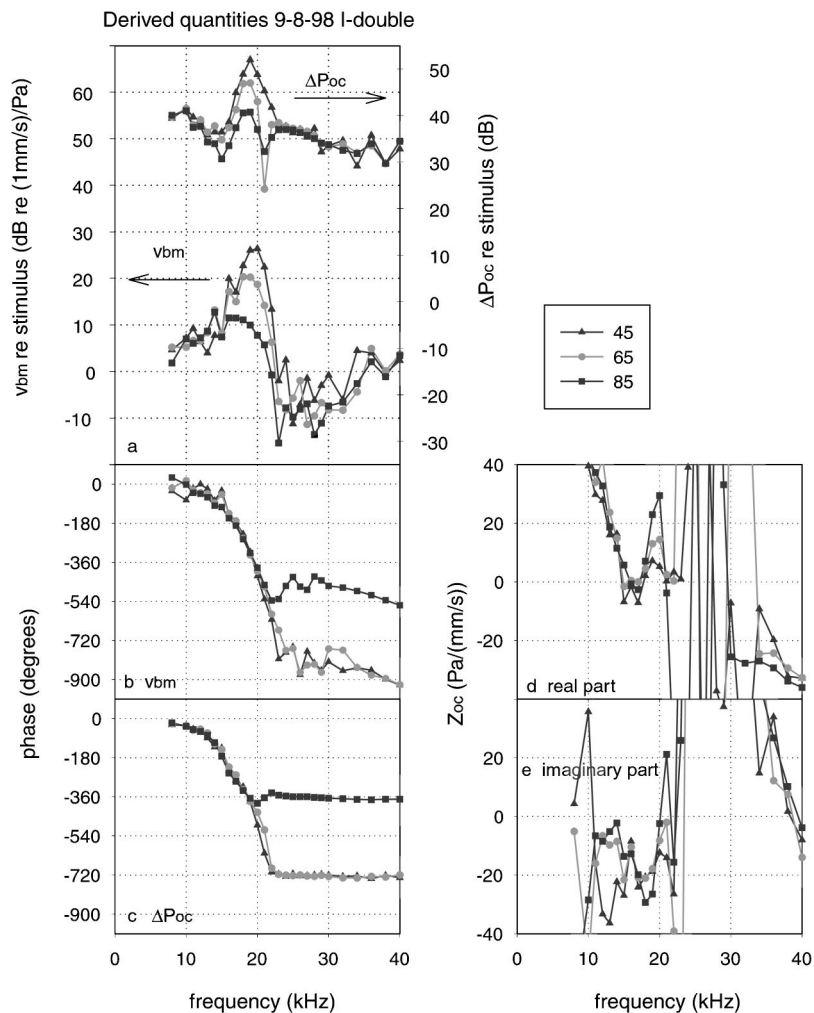 Derived quantities 9-8-98 l-double
vbm re stimulus (dB re (1mm/s)/Pa)
60
50
40
30
20
10
0
-10
ΔPoc
vbm
a
50
40
30
20
10
0
-10
-20
-30
ΔPoc re stimulus (dB)
45
65
85
phase (degrees)
0
-180
-360
-540
-720
-900
b vbm
0
-180
-360
-540
-720
-900
c ΔPoc
0 10 20 30 40
frequency (kHz)
Zoc (Pa/(mm/s))
40
20
0
-20
d real part
20
0
-20
-40
e imaginary part
0 10 20 30 40
frequency (kHz)